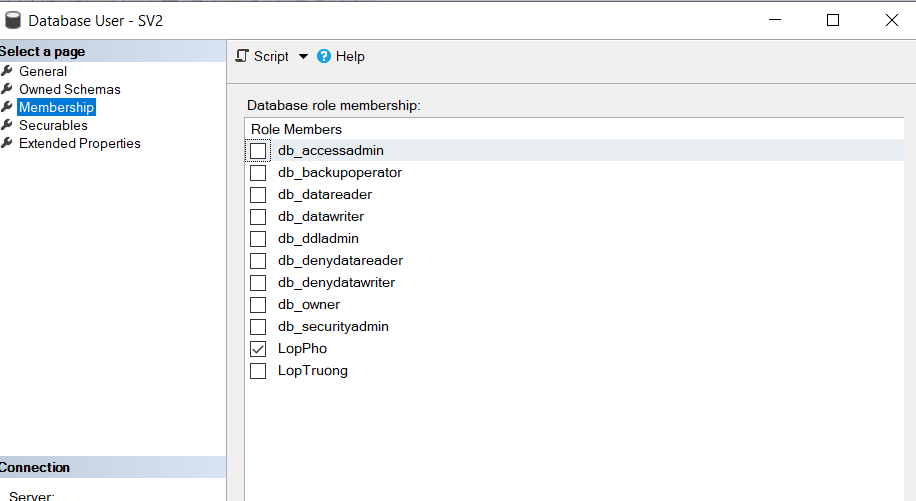 Database User - SV2
Select a page
General
Owned Schemas
Membership
Securables
Extended Properties
Script
Help
Database role membership:
Role Members
db_accessadmin
db_backupoperator
db_datareader
db_datawriter
db_ddladmin
db_denydatareader
db_denydatawriter
db_owner
db_securityadmin
LopPho
LopTruong
Connection
Server: